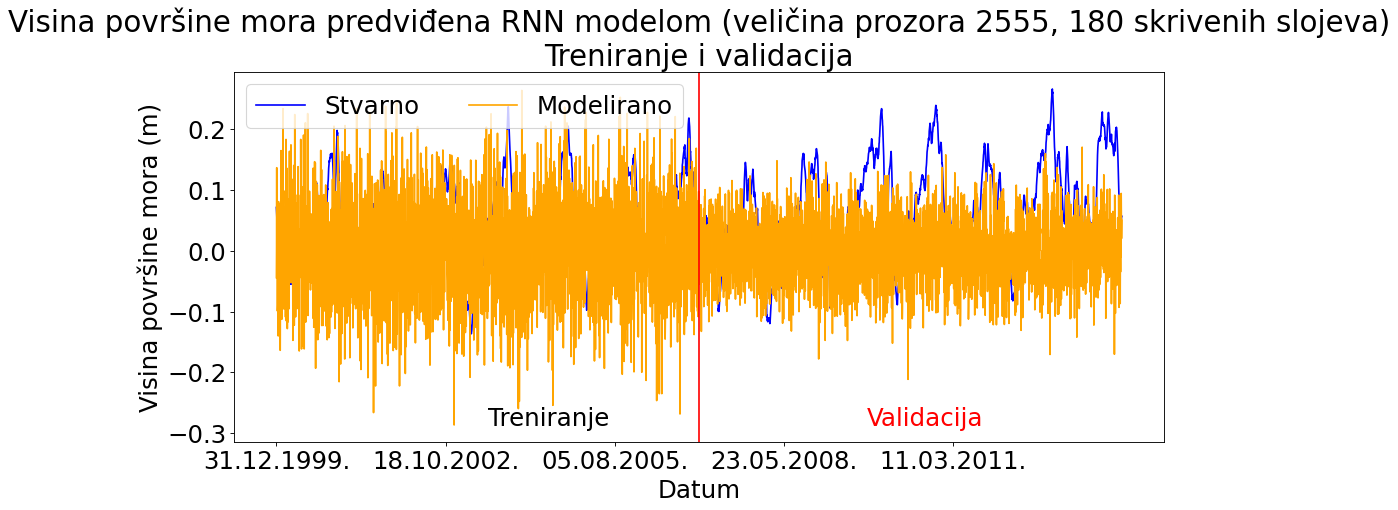 Visina površine mora predviđena RNN modelom (veličina prozora 2555, 180 skrivenih slojeva)
Treniranje i validacija
Stvarno Modelirano
Visina površine mora (m)
0.2
0.1
0.0
−0.1
−0.2
−0.3
Treniranje Validacija
31.12.1999. 18.10.2002. 05.08.2005. 23.05.2008. 11.03.2011.
Datum